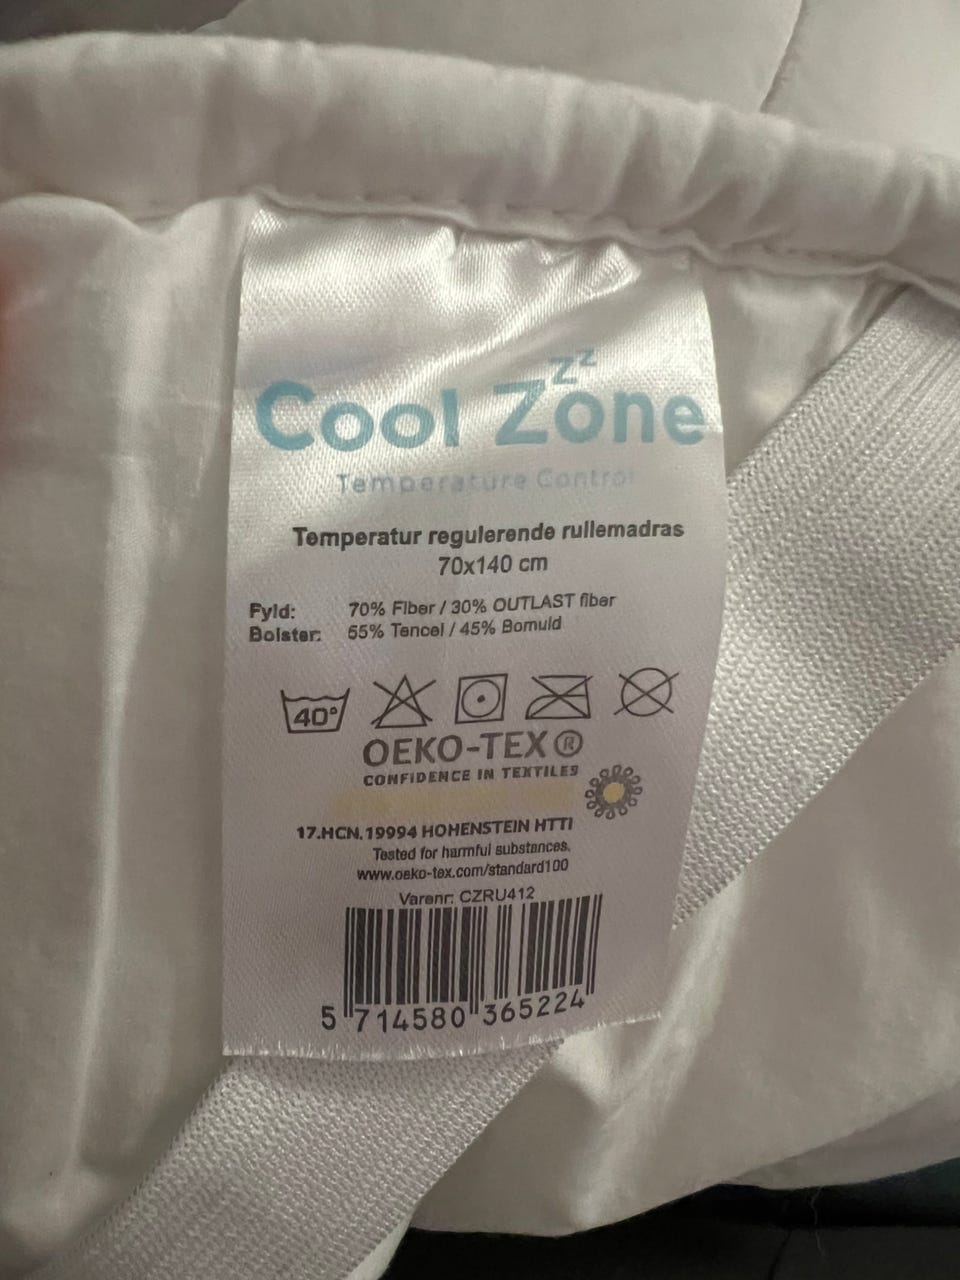 zz
Cool Zone
Temperature Control
Temperatur regulerende rullemadras
70x140 cm
Fyld: 70% Fiber / 30% OUTLAST fiber
Bolster: 55% Tencel / 45% Bomuld
40°
OEKO-TEX®
CONFIDENCE IN TEXTILES
17.HCN.19994 HOHENSTEIN HTTI
Tested for harmful substances.
www.oeko-tex.com/standard100
Varenr: CZRU412
5 714580 365224